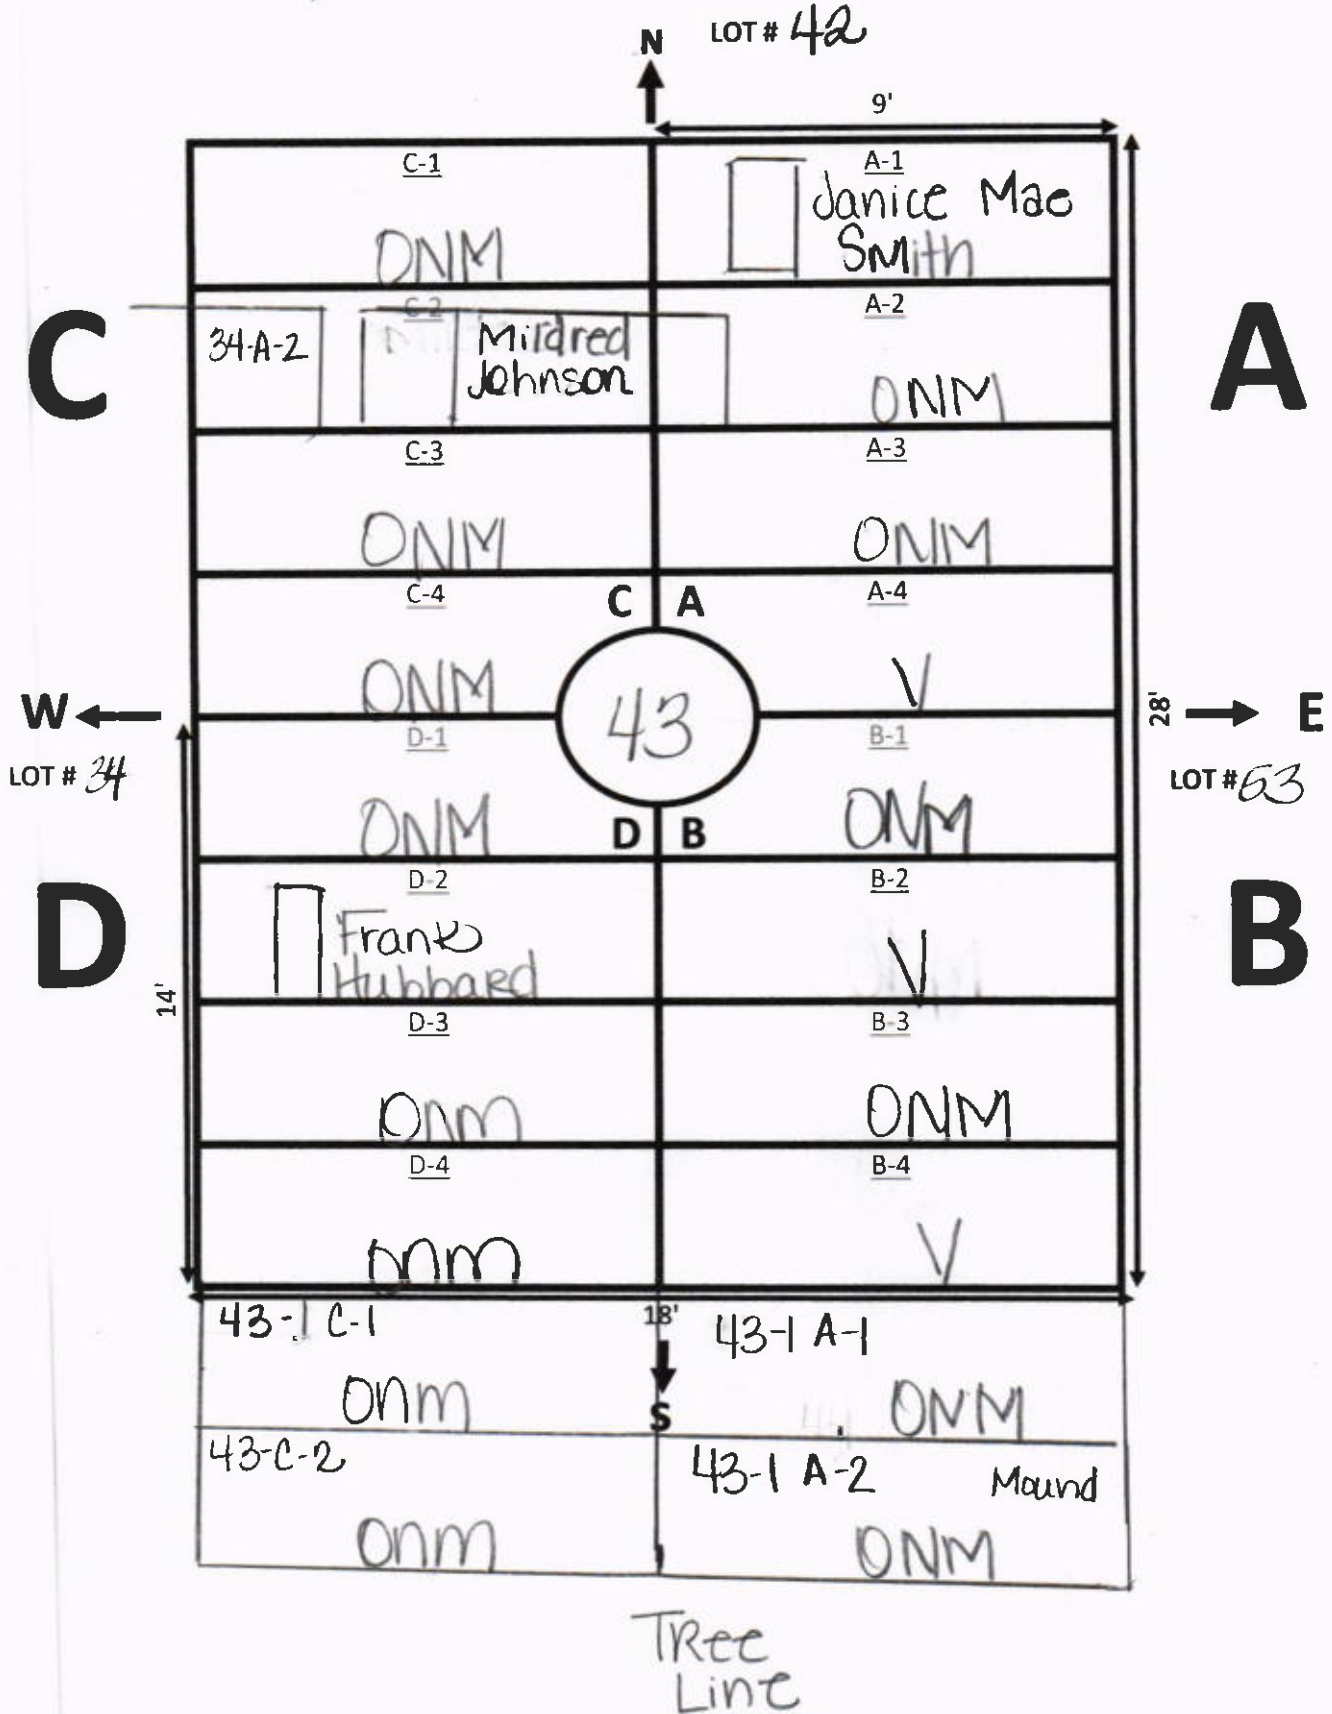 LOT # 42
N
9'
C-1
A-1
Janice Mae
Smith
ONM
C-2
A-2
C
34-A-2
Mildred
Johnson
A
ONM
C-3
A-3
ONM
ONM
C-4
C A
A-4
ONM
V
W
43
28'
E
D-1
B-1
LOT # 34
LOT # 53
ONM
D B
ONM
D-2
B-2
D
Frank
Hubbard
V
B
14'
D-3
B-3
Onm
ONM
D-4
B-4
onm
V
43-1 C-1
18'
43-1 A-1
Onm
ONM
S
43-C-2
43-1 A-2
Mound
Onm
ONM
Tree
Line